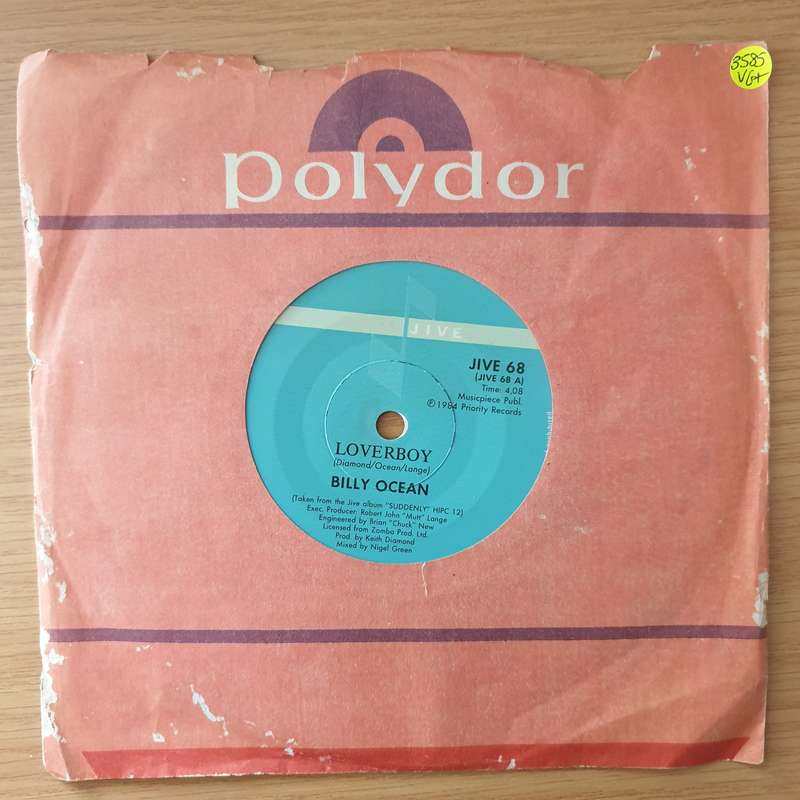 3585
VG+
polydor
JIVE
JIVE 68
(JIVE 68 A)
Time: 4,08
Musicpiece Publ.
℗ 1984 Priority Records
LOVERBOY
(Diamond/Ocean/Lange)
BILLY OCEAN
(Taken from the Jive album "SUDDENLY" HIPC 12)
Exec. Producer: Robert John "Mutt" Lange
Engineered by Brian "Chuck" New
Licensed from Zomba Prod. Ltd.
Prod. by Keith Diamond
Mixed by Nigel Green